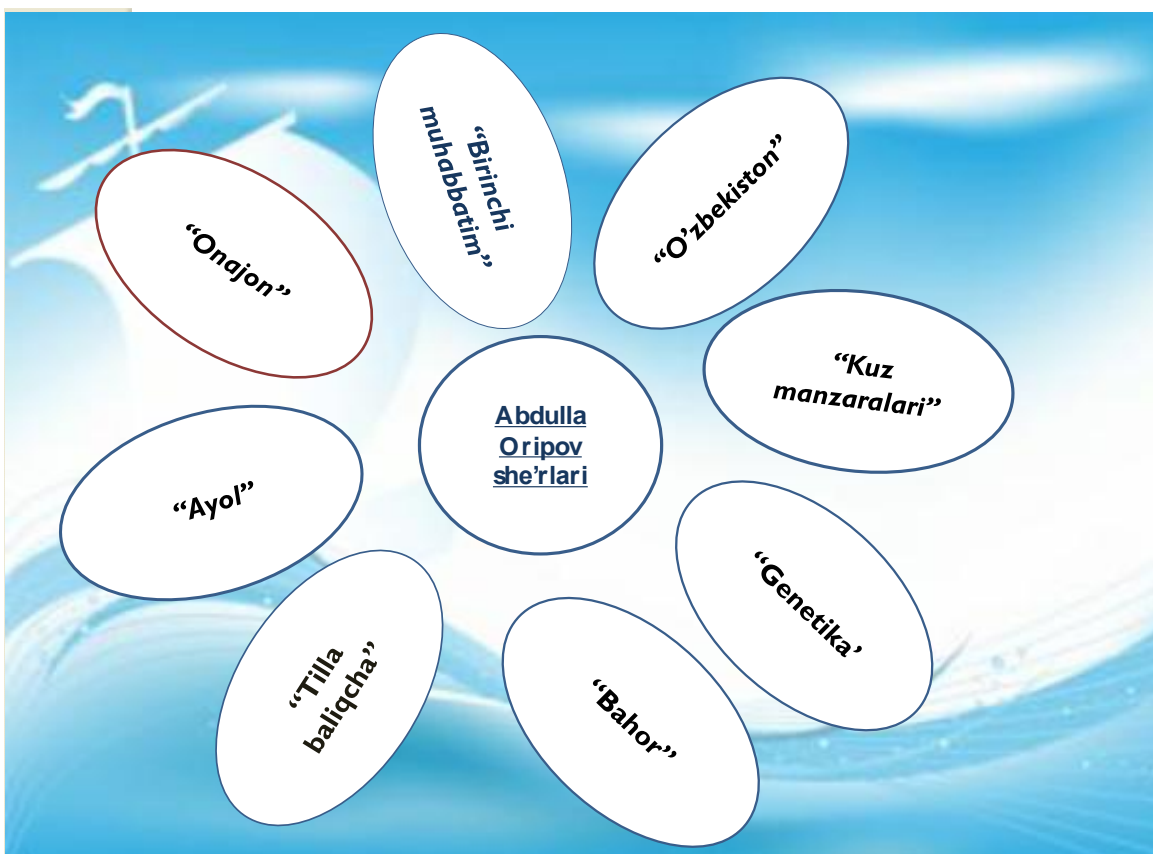 “Birinchi
muhabbatim”
“O’zbekiston”
“Onajon”
“Kuz
manzaralari”
Abdulla
Oripov
she’rlari
“Ayol”
“Genetika’
“Tilla
baliqcha”
“Bahor”